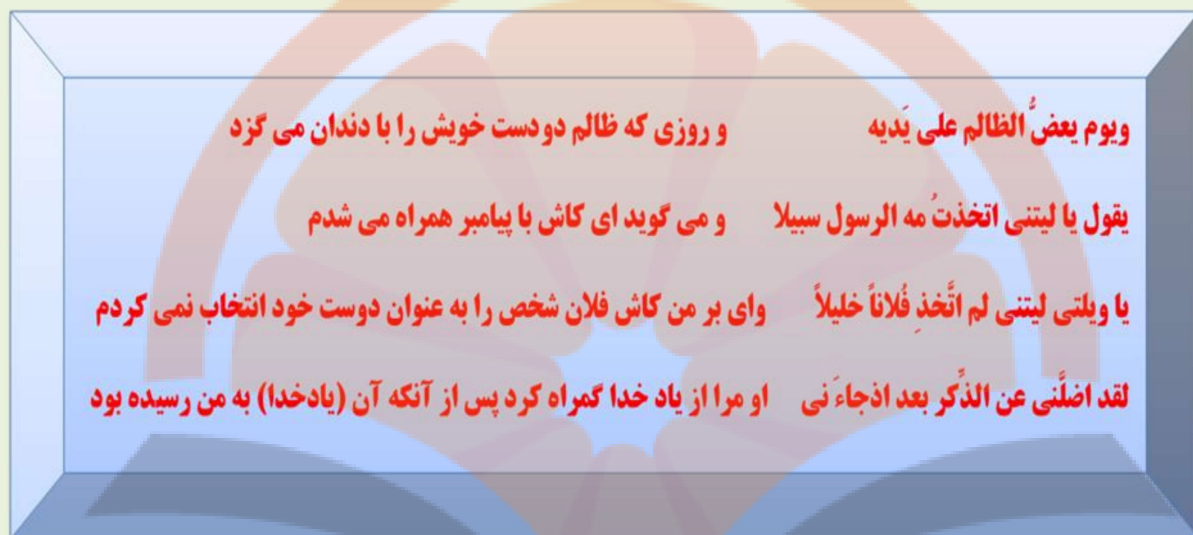 ویوم یعضُّ الظالم علی یَدیه و روزی که ظالم دودست خویش را با دندان می گزد
یقول یا لیتنی اتخذتُ مه الرسول سبیلا و می گوید ای کاش با پیامبر همراه می شدم
یا ویلتی لیتنی لم اتَّخذِ فُلاناً خلیلاً وای بر من کاش فلان شخص را به عنوان دوست خود انتخاب نمی کردم
لقد اضلَّنی عن الذِّکر بعد اذجاءَ نی او مرا از یاد خدا گمراه کرد پس از آنکه آن (یادخدا) به من رسیده بود